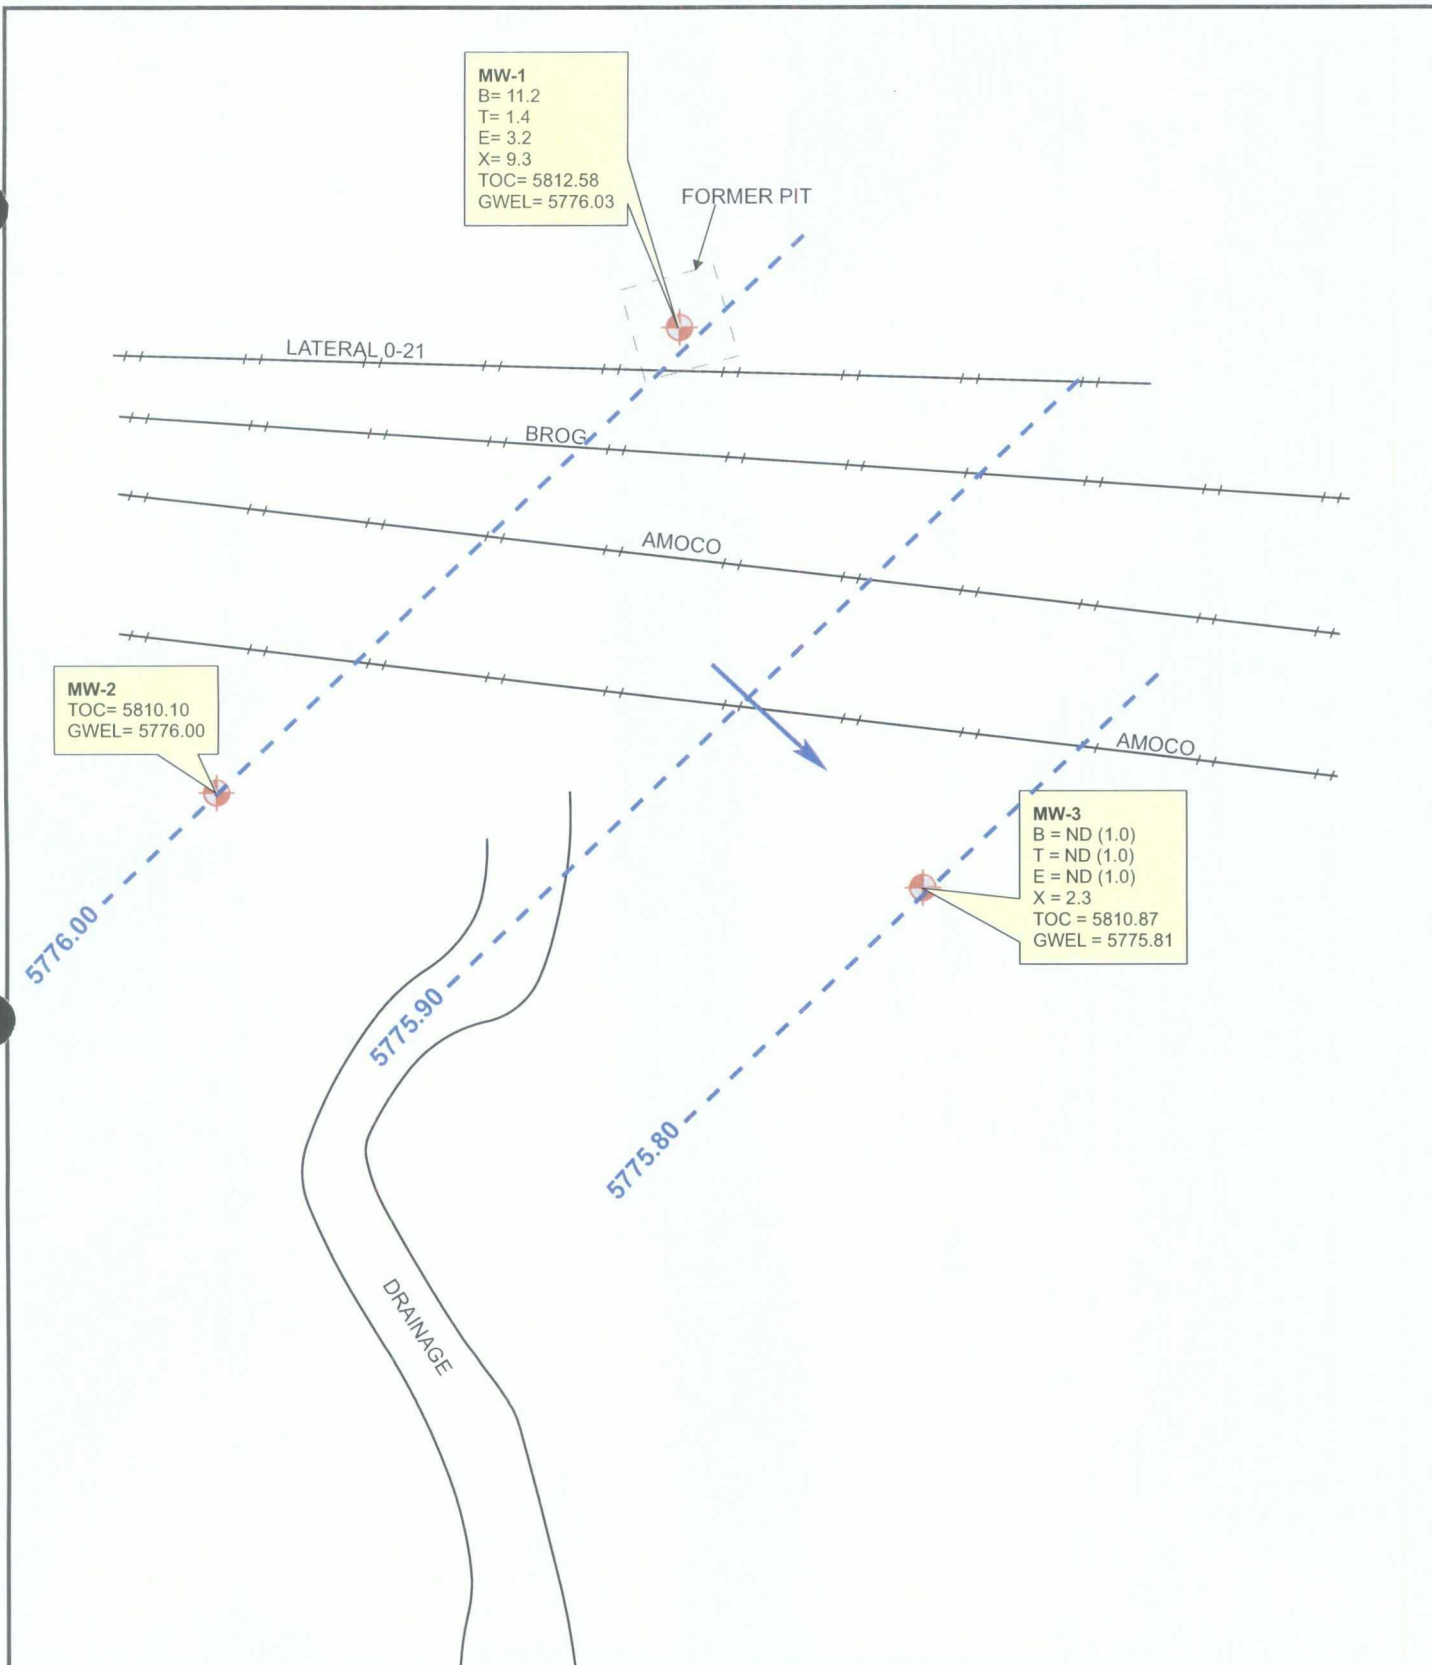 MW-1
B= 11.2
T= 1.4
E= 3.2
X= 9.3
TOC= 5812.58
GWEL= 5776.03
FORMER PIT
LATERAL 0-21
BROG
AMOCO
MW-2
TOC= 5810.10
GWEL= 5776.00
AMOCO
MW-3
B = ND (1.0)
T = ND (1.0)
E = ND (1.0)
X = 2.3
TOC = 5810.87
GWEL = 5775.81
5776.00
5775.90
5775.80
DRAINAGE